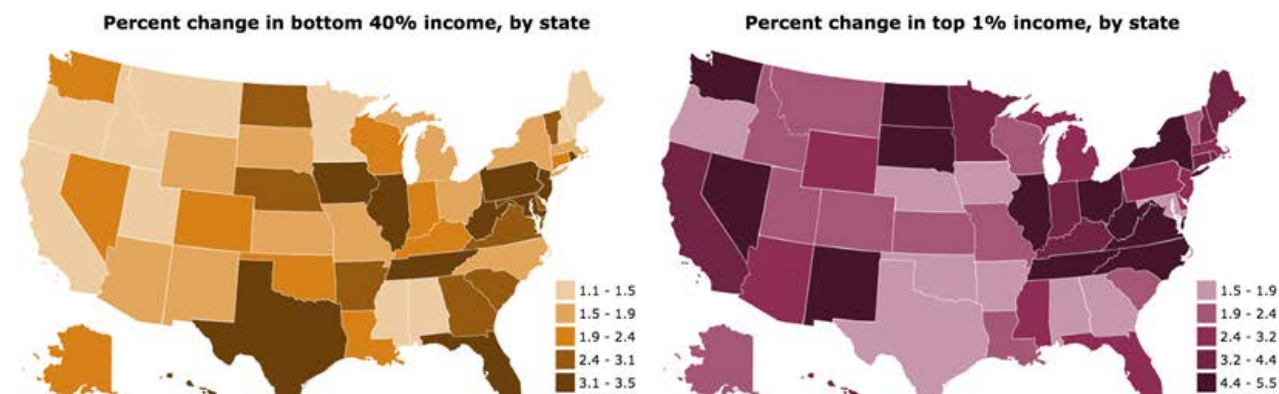 Percent change in bottom 40% income, by state
1.1 - 1.5
1.5 - 1.9
1.9 - 2.4
2.4 - 3.1
3.1 - 3.5
Percent change in top 1% income, by state
1.5 - 1.9
1.9 - 2.4
2.4 - 3.2
3.2 - 4.4
4.4 - 5.5